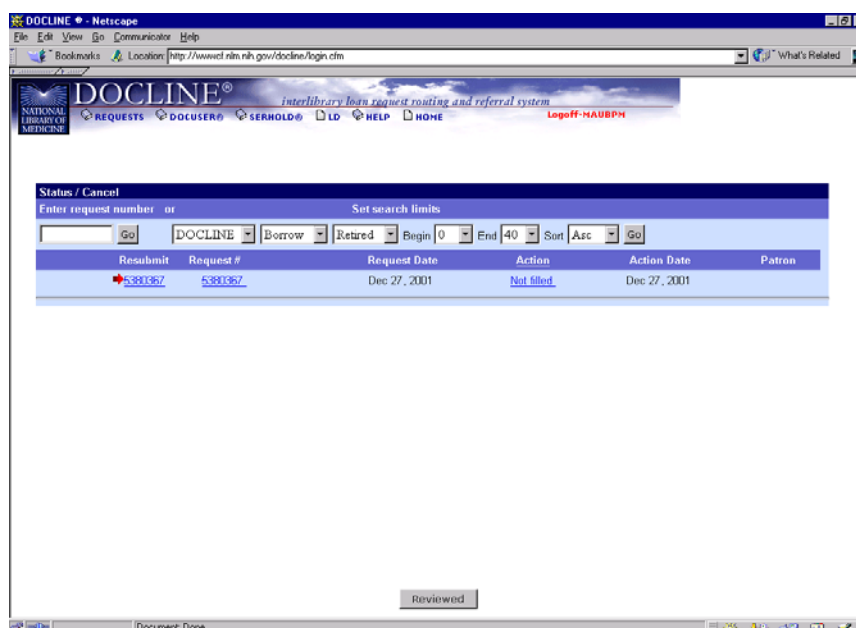 DOCLINE ® - Netscape
File Edit View Go Communicator Help
Bookmarks Location: http://wwwcf.nlm.nih.gov/docline/login.cfm What's Related
DOCLINE®
interlibrary loan request routing and referral system
NATIONAL LIBRARY OF MEDICINE
REQUESTS DOCUSER® SERHOLD® LD HELP HOME Logoff-MAUBPM
Status / Cancel
Enter request number or Set search limits
Go DOCLINE Borrow Retired Begin 0 End 40 Sort Asc Go
Resubmit Request # Request Date Action Action Date Patron
5380367 5380367 Dec 27, 2001 Not filled Dec 27, 2001
Reviewed
Document: Done